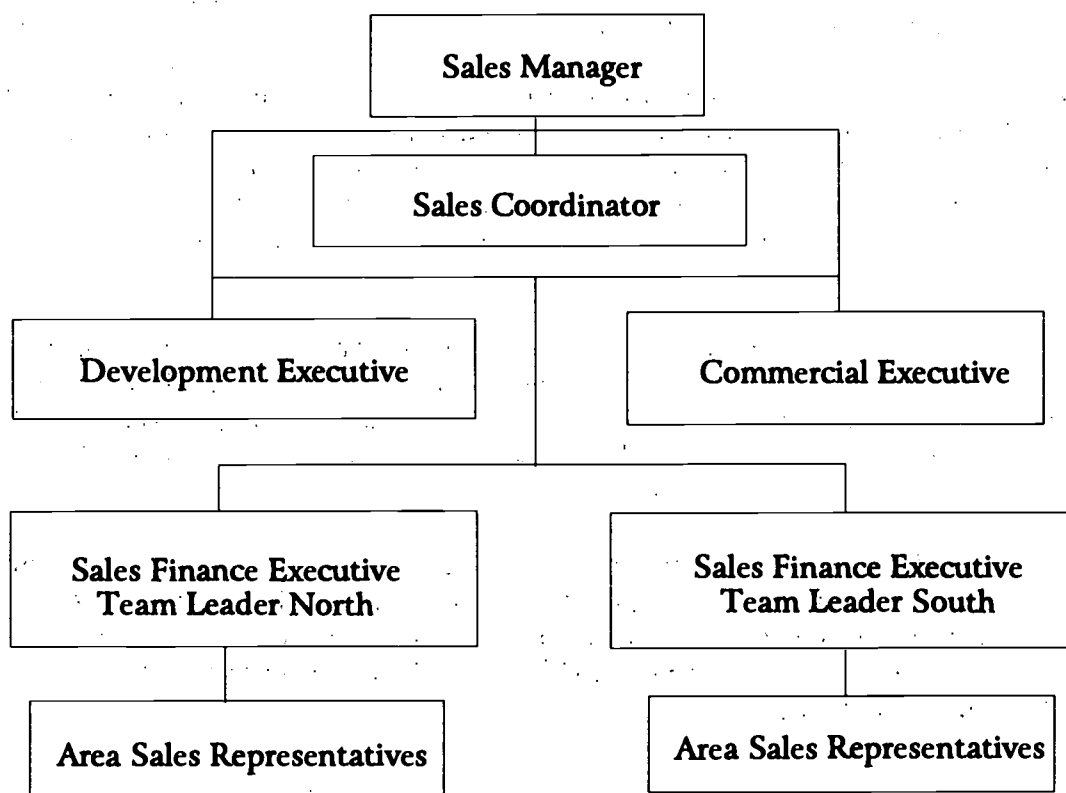 Sales Manager
Sales Coordinator
Development Executive
Commercial Executive
Sales Finance Executive
Team Leader North
Sales Finance Executive
Team Leader South
Area Sales Representatives
Area Sales Representatives